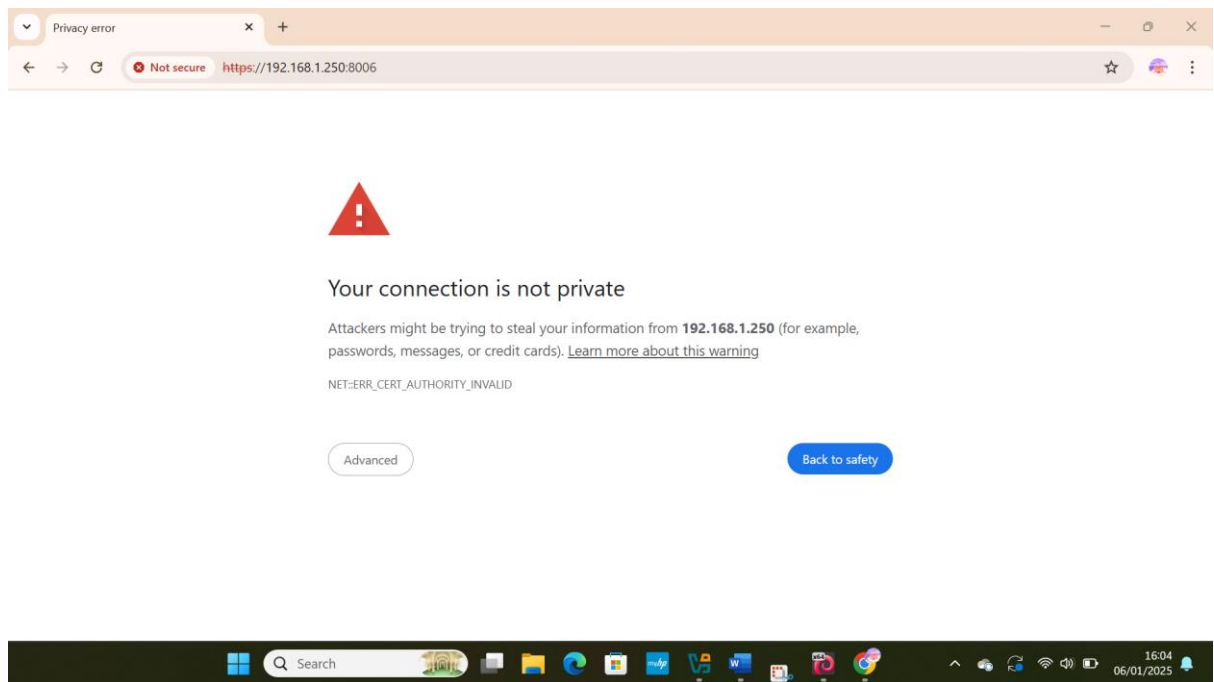 Privacy error
Not secure https://192.168.1.250:8006
Your connection is not private
Attackers might be trying to steal your information from 192.168.1.250 (for example,
passwords, messages, or credit cards). Learn more about this warning
NET::ERR_CERT_AUTHORITY_INVALID
Advanced
Back to safety
Search
myhp
W
x64
16:04
06/01/2025